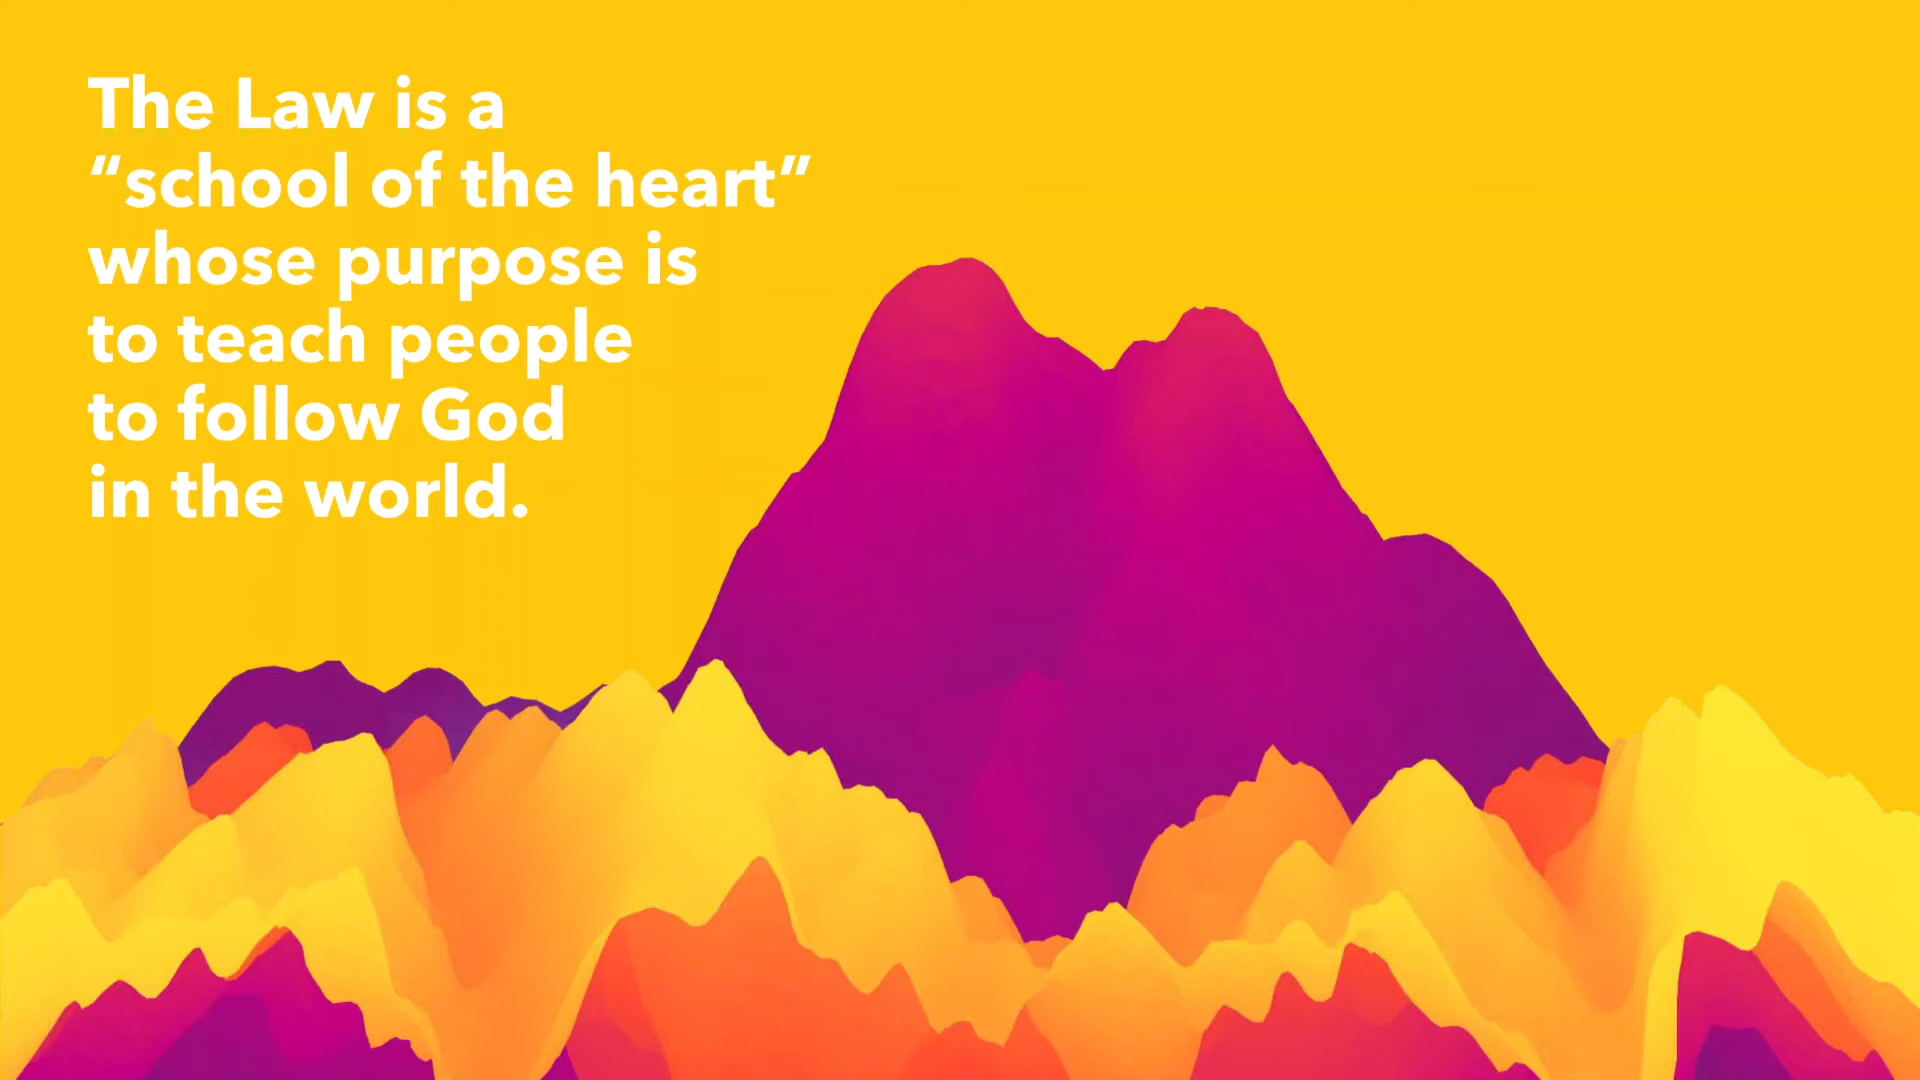 The Law is a
“school of the heart”
whose purpose is
to teach people
to follow God
in the world.